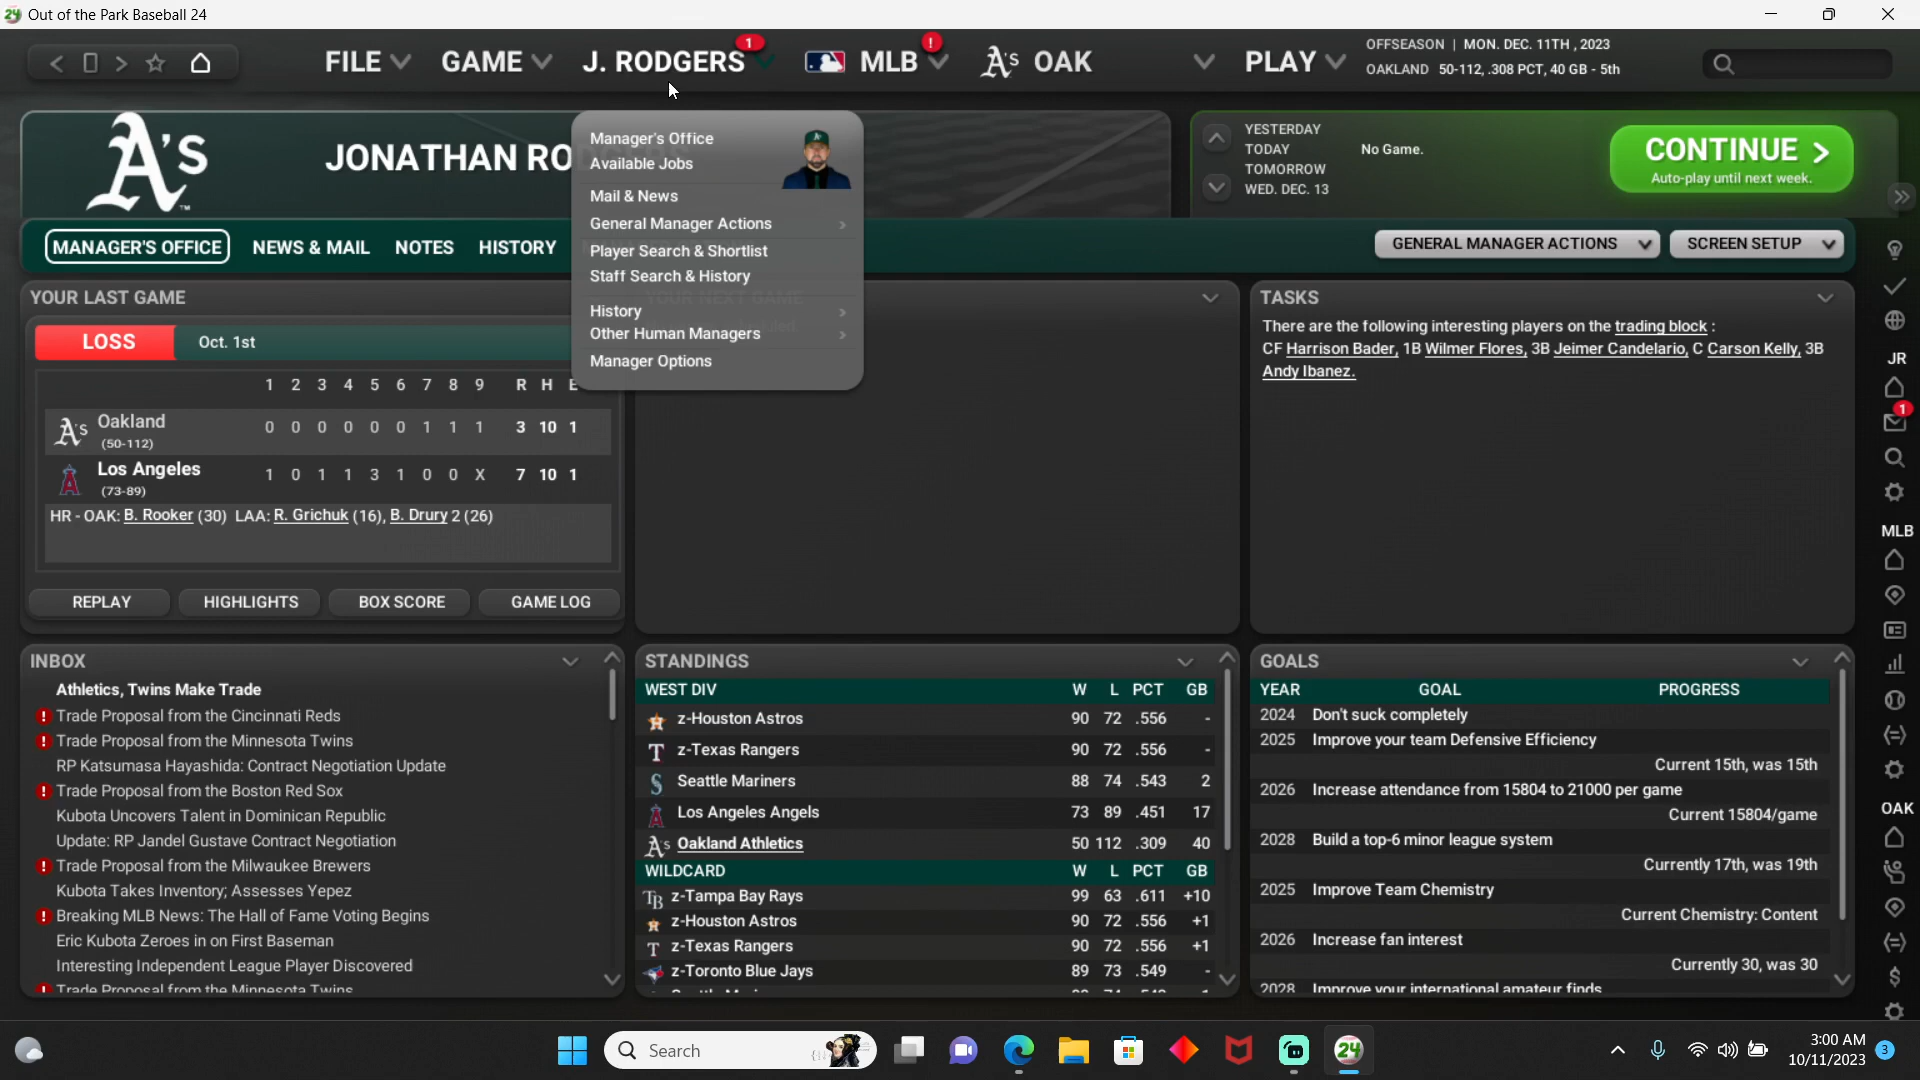 Out of the Park Baseball 24
FILE GAME J. RODGERS 1 MLB ! A's OAK PLAY
OFFSEASON | MON. DEC. 11TH , 2023
OAKLAND 50-112, .308 PCT, 40 GB - 5th
A's
JONATHAN RO
Manager's Office
Available Jobs
Mail & News
General Manager Actions
Player Search & Shortlist
Staff Search & History
History
Other Human Managers
Manager Options
YESTERDAY
TODAY No Game.
TOMORROW
WED. DEC. 13
CONTINUE >
Auto-play until next week.
MANAGER'S OFFICE NEWS & MAIL NOTES HISTORY
GENERAL MANAGER ACTIONS SCREEN SETUP
YOUR LAST GAME
LOSS Oct. 1st
1 2 3 4 5 6 7 8 9 R H E
Oakland 0 0 0 0 0 0 1 1 1 3 10 1
(50-112)
Los Angeles 1 0 1 1 3 1 0 0 X 7 10 1
(73-89)
HR - OAK: B. Rooker (30) LAA: R. Grichuk (16), B. Drury 2 (26)
REPLAY HIGHLIGHTS BOX SCORE GAME LOG
YOUR NEXT GAME
TASKS
There are the following interesting players on the trading block :
CF Harrison Bader, 1B Wilmer Flores, 3B Jeimer Candelario, C Carson Kelly, 3B
Andy Ibanez.
INBOX
Athletics, Twins Make Trade
! Trade Proposal from the Cincinnati Reds
! Trade Proposal from the Minnesota Twins
RP Katsumasa Hayashida: Contract Negotiation Update
! Trade Proposal from the Boston Red Sox
Kubota Uncovers Talent in Dominican Republic
Update: RP Jandel Gustave Contract Negotiation
! Trade Proposal from the Milwaukee Brewers
Kubota Takes Inventory; Assesses Yepez
! Breaking MLB News: The Hall of Fame Voting Begins
Eric Kubota Zeroes in on First Baseman
Interesting Independent League Player Discovered
! Trade Proposal from the Minnesota Twins
STANDINGS
WEST DIV W L PCT GB
z-Houston Astros 90 72 .556 -
z-Texas Rangers 90 72 .556 -
Seattle Mariners 88 74 .543 2
Los Angeles Angels 73 89 .451 17
Oakland Athletics 50 112 .309 40
WILDCARD W L PCT GB
z-Tampa Bay Rays 99 63 .611 +10
z-Houston Astros 90 72 .556 +1
z-Texas Rangers 90 72 .556 +1
z-Toronto Blue Jays 89 73 .549 -
GOALS
YEAR GOAL PROGRESS
2024 Don't suck completely
2025 Improve your team Defensive Efficiency
Current 15th, was 15th
2026 Increase attendance from 15804 to 21000 per game
Current 15804/game
2028 Build a top-6 minor league system
Currently 17th, was 19th
2025 Improve Team Chemistry
Current Chemistry: Content
2026 Increase fan interest
Currently 30, was 30
2028 Improve your international amateur finds
JR
1
MLB
OAK
$
Search
24
3:00 AM
10/11/2023
3